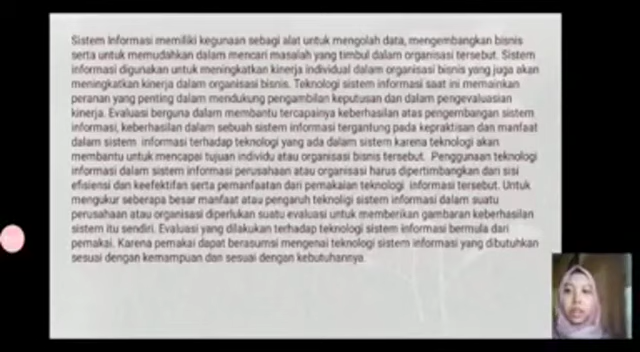 Sistem Informasi memiliki kegunaan sebagi alat untuk mengolah data, mengembangkan bisnis
serta untuk memudahkan dalam mencari masalah yang timbul dalam organisasi tersebut. Sistem
informasi digunakan untuk meningkatkan kinerja individual dalam organisasi bisnis yang juga akan
meningkatkan kinerja dalam organisasi bisnis. Teknologi sistem informasi saat ini memainkan
peranan yang penting dalam mendukung pengambilan keputusan dan dalam pengevaluasian
kinerja. Evaluasi berguna dalam membantu tercapainya keberhasilan atas pengembangan sistem
informasi, keberhasilan dalam sebuah sistem informasi tergantung pada kepraktisan dan manfaat
dalam sistem informasi terhadap teknologi yang ada dalam sistem karena teknologi akan
membantu untuk mencapai tujuan individu atau organisasi bisnis tersebut. Penggunaan teknologi
informasi dalam sistem informasi perusahaan atau organisasi harus dipertimbangkan dari sisi
efisiensi dan keefektifan serta pemanfaatan dari pemakaian teknologi informasi tersebut. Untuk
mengukur seberapa besar manfaat atau pengaruh teknoligi sistem informasi dalam suatu
perusahaan atau organisasi diperlukan suatu evaluasi untuk memberikan gambaran keberhasilan
sistem itu sendiri. Evaluasi yang dilakukan terhadap teknologi sistem informasi bermula dari
pemakai. Karena pemakai dapat berasumsi mengenai teknologi sistem informasi yang dibutuhkan
sesuai dengan kemampuan dan sesuai dengan kebutuhannya.